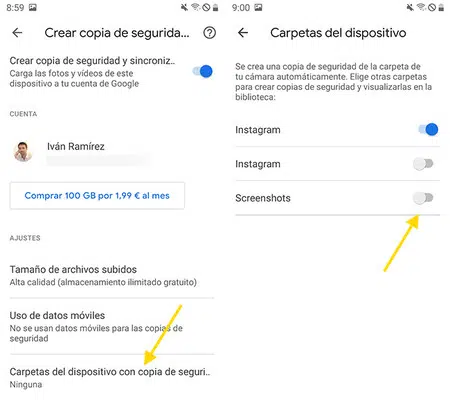 8:59
Crear copia de segurida...
Crear copia de seguridad y sincroniz..
Carga las fotos y vídeos de este
dispositivo a tu cuenta de Google
CUENTA
Iván Ramírez
Comprar 100 GB por 1,99 € al mes
AJUSTES
Tamaño de archivos subidos
Alta calidad (almacenamiento ilimitado gratuito)
Uso de datos móviles
No se usan datos móviles para las copias de
seguridad
Carpetas del dispositivo con copia de seguri..
Ninguna
9:00
Carpetas del dispositivo
Se crea una copia de seguridad de la carpeta de
tu cámara automáticamente. Elige otras carpetas
para crear copias de seguridad y visualizarlas en la
biblioteca:
Instagram
Instagram
Screenshots